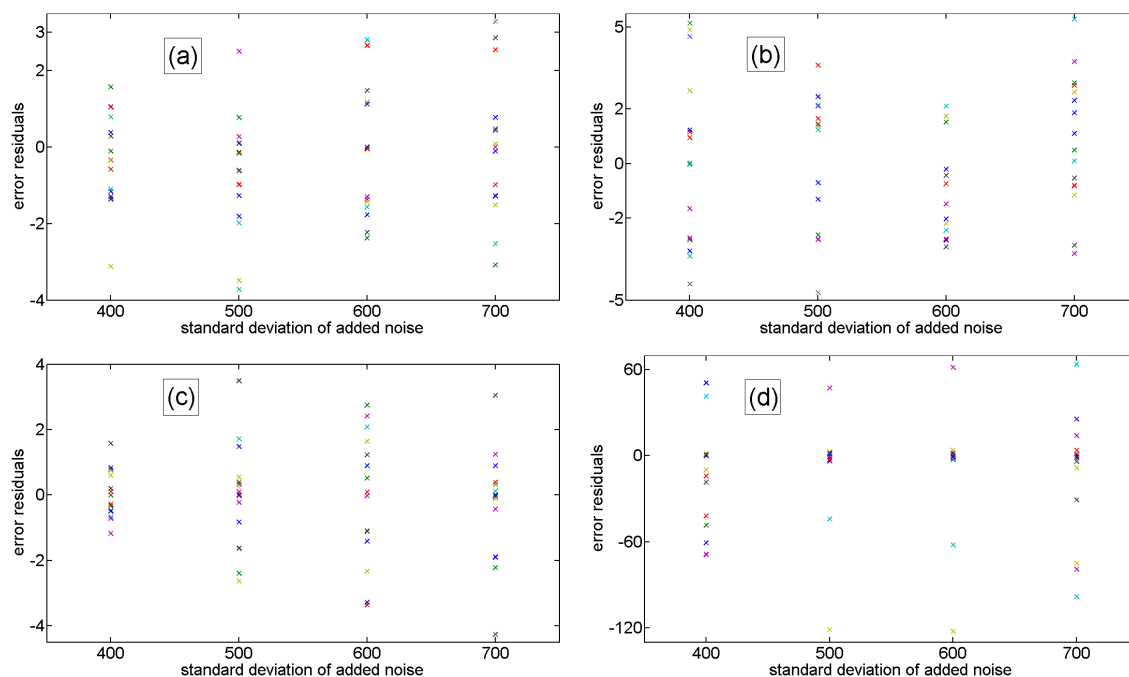 (a)
error residuals
3
2
0
-2
-4
400 500 600 700
standard deviation of added noise
(b)
error residuals
5
2
0
-2
-5
400 500 600 700
standard deviation of added noise
(c)
error residuals
4
2
0
-2
-4
400 500 600 700
standard deviation of added noise
(d)
error residuals
60
0
-60
-130
400 500 600 700
standard deviation of added noise